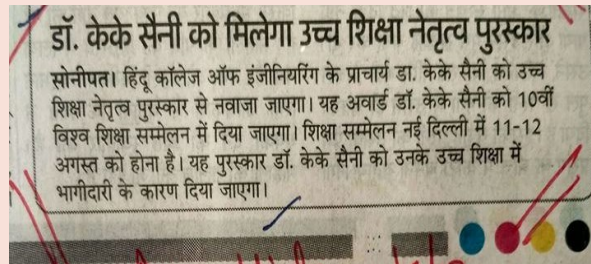 डॉ. केके सैनी को मिलेगा उच्च शिक्षा नेतृत्व पुरस्कार
सोनीपत। हिंदू कॉलेज ऑफ इंजीनियरिंग के प्राचार्य डा. केके सैनी को उच्च
शिक्षा नेतृत्व पुरस्कार से नवाजा जाएगा। यह अवार्ड डॉ. केके सैनी को 10वीं
विश्व शिक्षा सम्मेलन में दिया जाएगा। शिक्षा सम्मेलन नई दिल्ली में 11-12
अगस्त को होना है। यह पुरस्कार डॉ. केके सैनी को उनके उच्च शिक्षा में
भागीदारी के कारण दिया जाएगा।